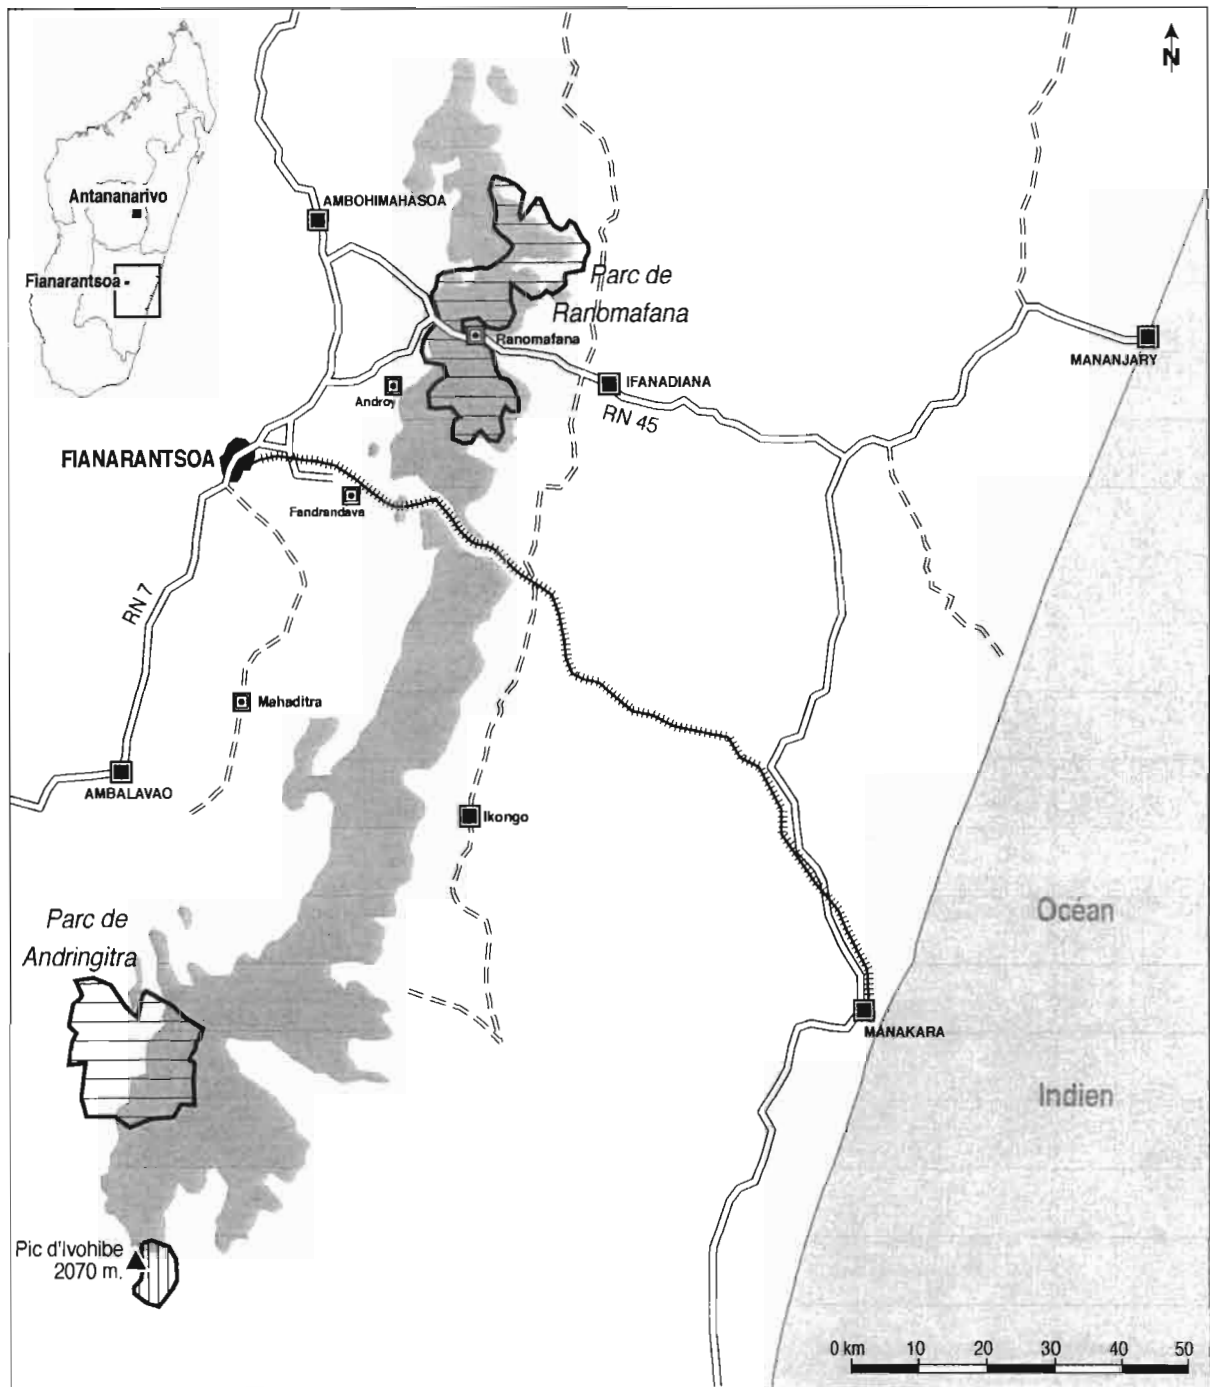 N
Antananarivo
Fianarantsoa
AMBOHIMAHASOA
Parc de
Ranomafana
Ranomafana
MANANJARY
IFANADIANA
Androy
RN 45
FIANARANTSOA
Fandrandava
RN 7
Mahaditra
AMBALAVAO
Ikongo
Parc de
Andringitra
Océan
MANAKARA
Indien
Pic d'Ivohibe
2070 m.
0 km 10 20 30 40 50